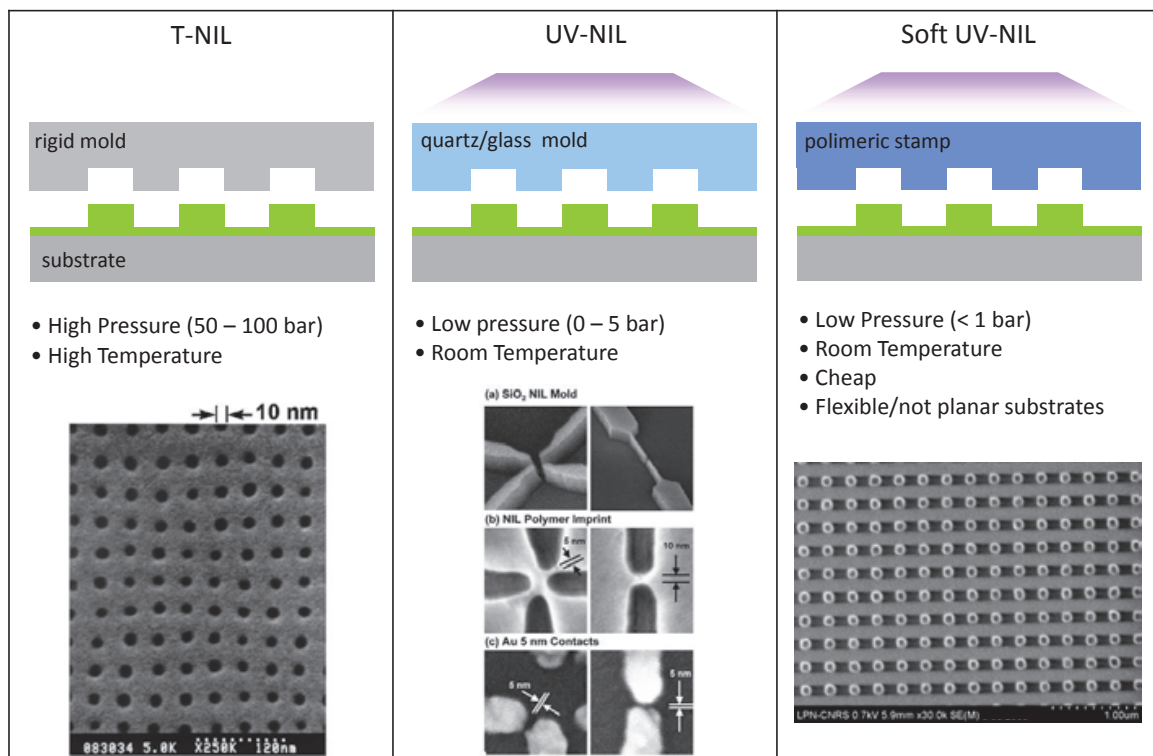 T-NIL
rigid mold
substrate
• High Pressure (50 – 100 bar)
• High Temperature
10 nm
083034 5.0K X250K 120nm
UV-NIL
quartz/glass mold
• Low pressure (0 – 5 bar)
• Room Temperature
(a) SiO₂ NIL Mold
(b) NIL Polymer Imprint
5 nm
10 nm
(c) Au 5 nm Contacts
5 nm
5 nm
Soft UV-NIL
polimeric stamp
• Low Pressure (< 1 bar)
• Room Temperature
• Cheap
• Flexible/not planar substrates
LPN-CNRS 0.7kV 5.9mm x30.0k SE(M)
1.00um